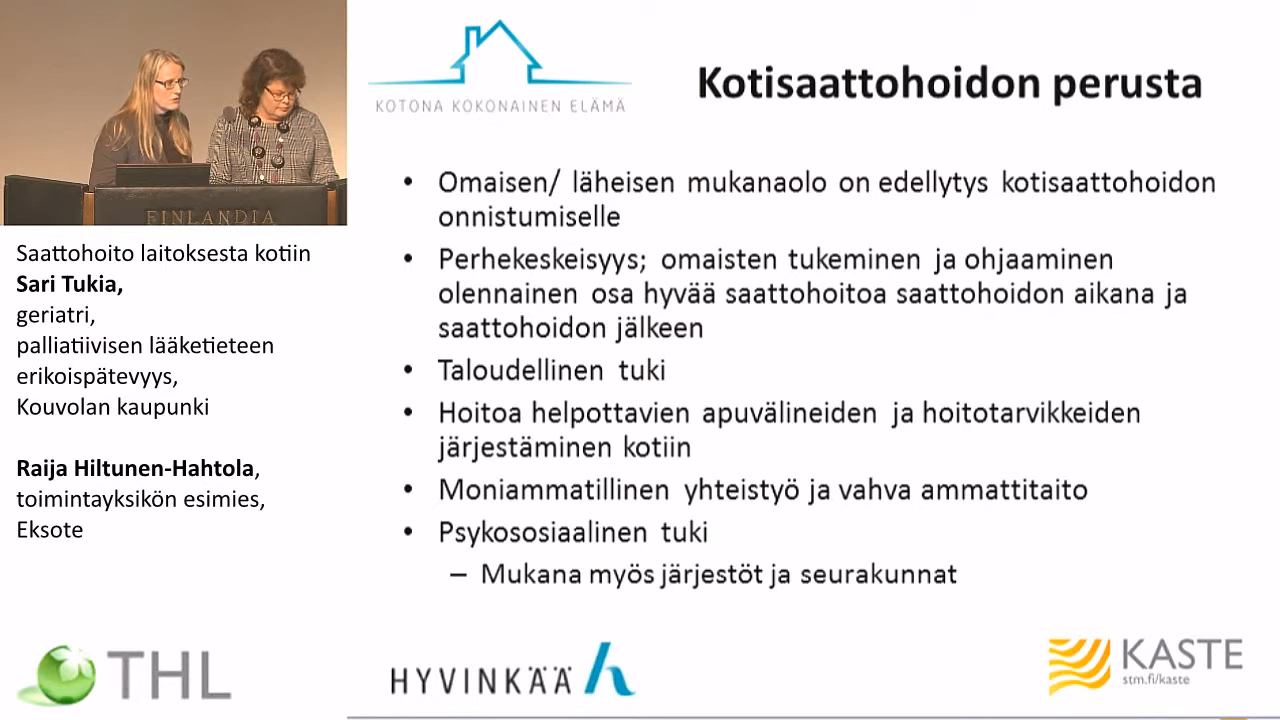 FINLANDIA
Saattohoito laitoksesta kotiin
Sari Tukia,
geriatri,
palliatiivisen lääketieteen
erikoispätevyys,
Kouvolan kaupunki
Raija Hiltunen-Hahtola,
toimintayksikön esimies,
Eksote
KOTONA KOKONAINEN ELÄMÄ
Kotisaattohoidon perusta
• Omaisen/ läheisen mukanaolo on edellytys kotisaattohoidon
onnistumiselle
• Perhekeskeisyys; omaisten tukeminen ja ohjaaminen
olennainen osa hyvää saattohoitoa saattohoidon aikana ja
saattohoidon jälkeen
• Taloudellinen tuki
• Hoitoa helpottavien apuvälineiden ja hoitotarvikkeiden
järjestäminen kotiin
• Moniammatillinen yhteistyö ja vahva ammattitaito
• Psykososiaalinen tuki
– Mukana myös järjestöt ja seurakunnat
THL
HYVINKÄÄ h
KASTE
stm.fi/kaste